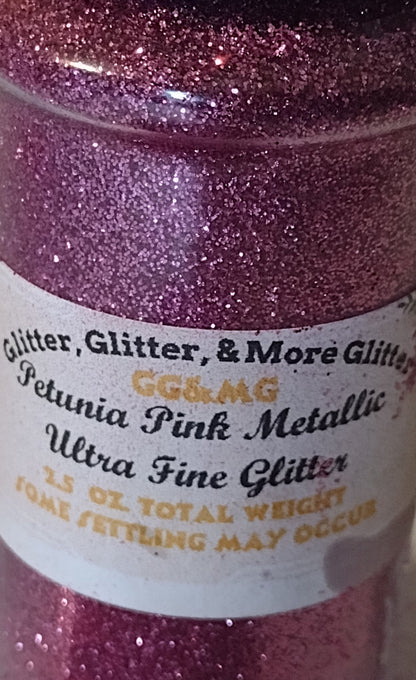 Glitter, Glitter, & More Glitter
GG&MG
Petunia Pink Metallic
Ultra Fine Glitter
2.5 OZ. TOTAL WEIGHT
SOME SETTLING MAY OCCUR